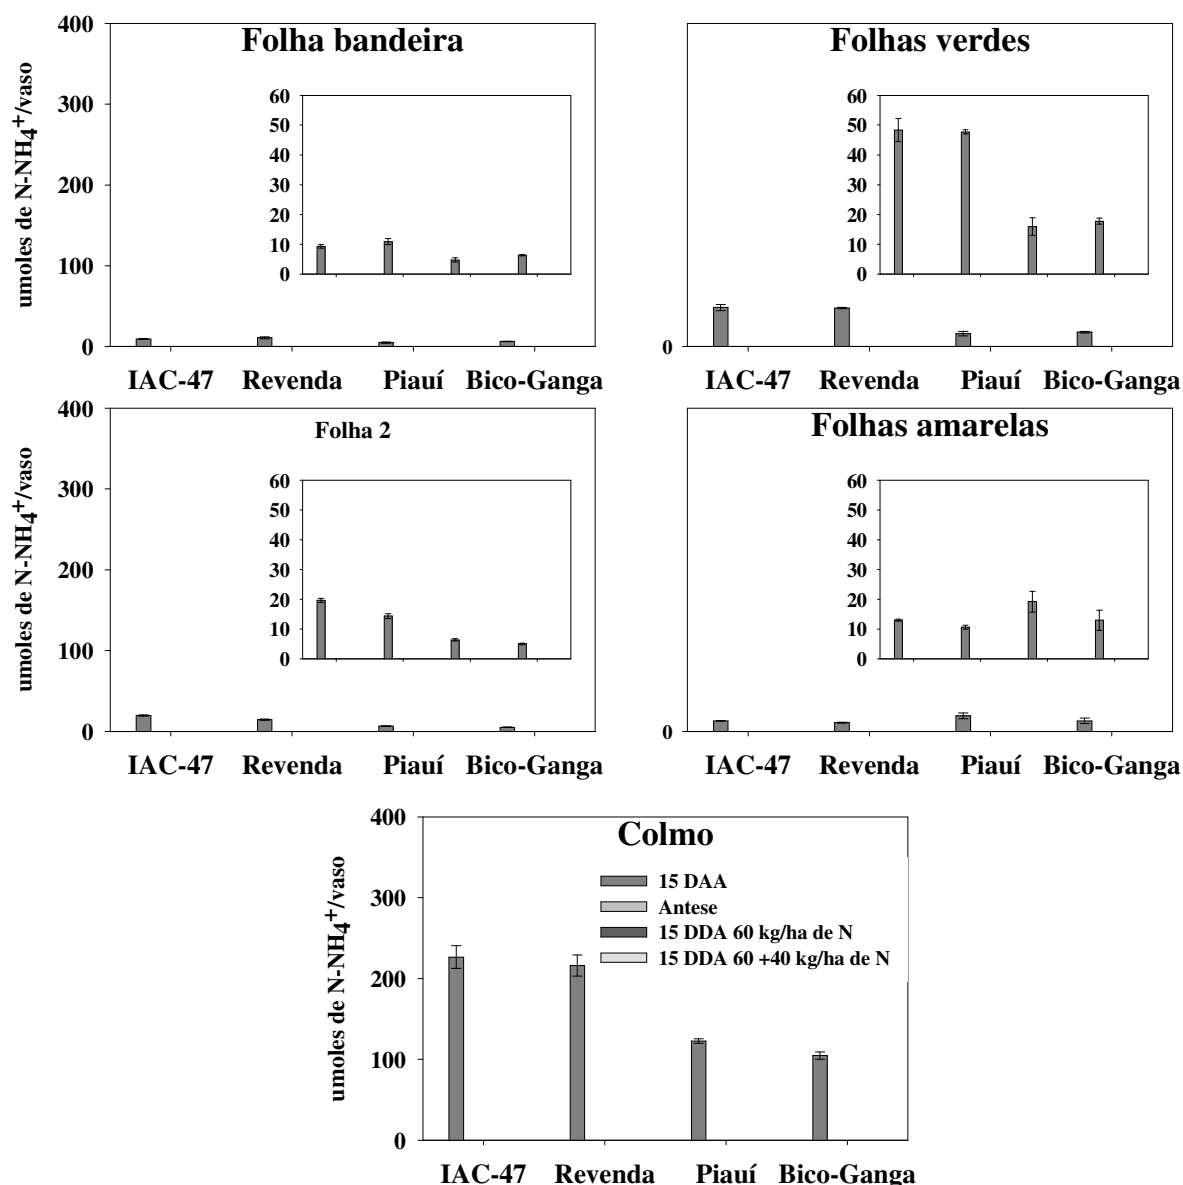 Folha bandeira
umoles de N-NH4+/vaso
400
300
200
100
0
60
50
40
30
20
10
0
IAC-47 Revenda Piauí Bico-Ganga
Folhas verdes
60
50
40
30
20
10
0
0
IAC-47 Revenda Piauí Bico-Ganga
Folha 2
umoles de N-NH4+/vaso
400
300
200
100
0
60
50
40
30
20
10
0
IAC-47 Revenda Piauí Bico-Ganga
Folhas amarelas
60
50
40
30
20
10
0
0
IAC-47 Revenda Piauí Bico-Ganga
Colmo
umoles de N-NH4+/vaso
400
300
200
100
0
15 DAA
Antese
15 DDA 60 kg/ha de N
15 DDA 60 +40 kg/ha de N
IAC-47 Revenda Piauí Bico-Ganga